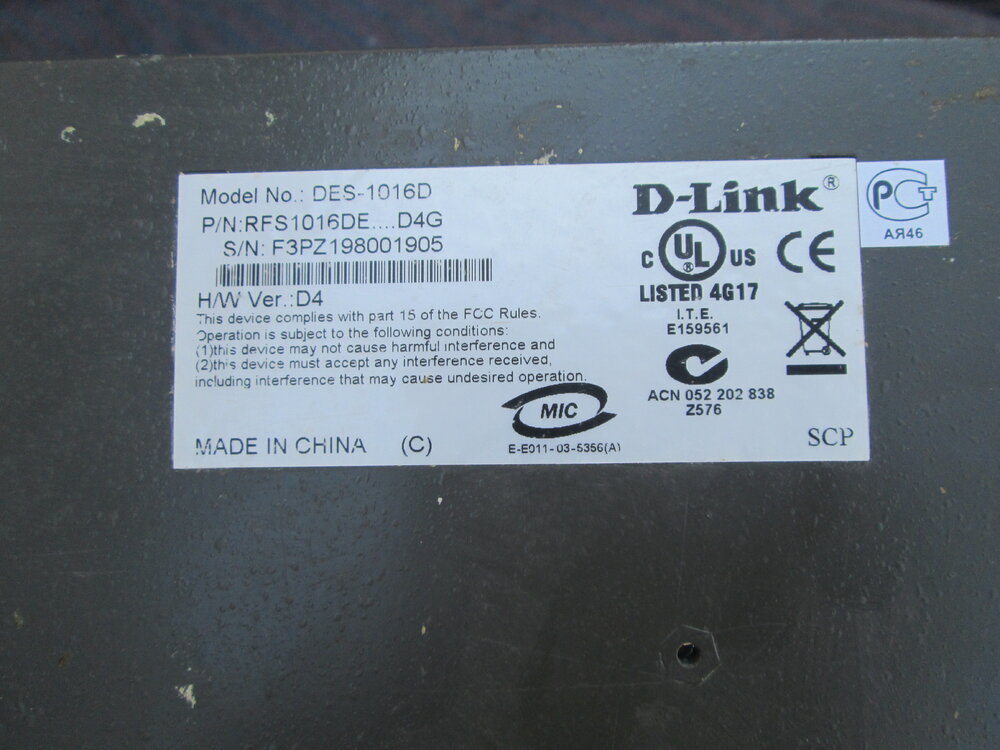 Model No.: DES-1016D
P/N:RFS1016DE....D4G
S/N: F3PZ198001905
H/W Ver.:D4
This device complies with part 15 of the FCC Rules.
Operation is subject to the following conditions:
(1)this device may not cause harmful interference and
(2)this device must accept any interference received,
including interference that may cause undesired operation.
MADE IN CHINA (C)
MIC
E-E011-03-5356(A)
D-Link®
C UL ® US CE
LISTED 4G17
I.T.E.
E159561
ACN 052 202 838
Z576
SCP
РСТ
АЯ46